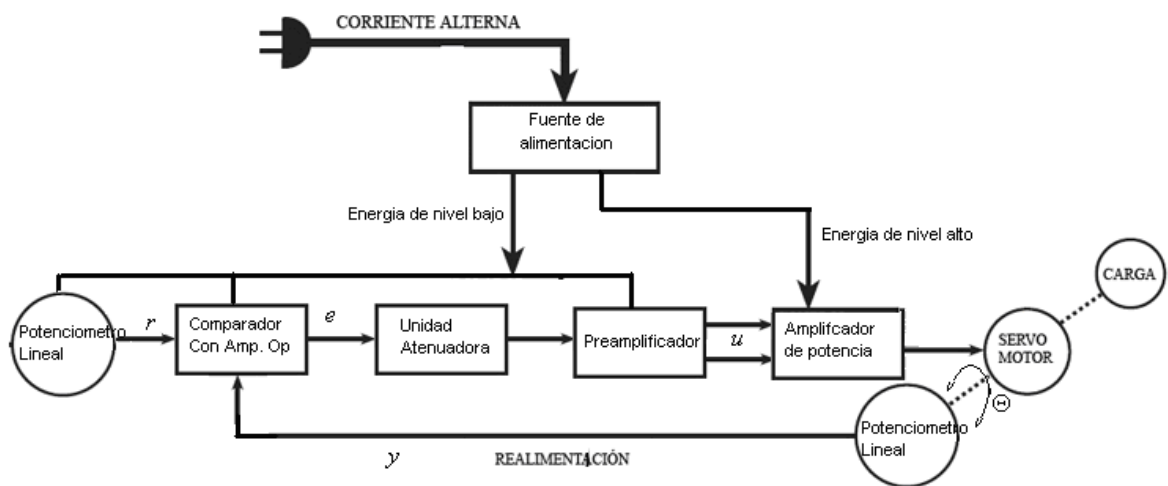 CORRIENTE ALTERNA
Fuente de
alimentacion
Energia de nivel bajo
Energia de nivel alto
CARGA
Potenciometro
Lineal
r
Comparador
Con Amp. Op
e
Unidad
Atenuadora
Preamplificador
u
Amplifcador
de potencia
SERVO
MOTOR
Θ
Potenciometro
Lineal
y
REALIMENTACIÓN